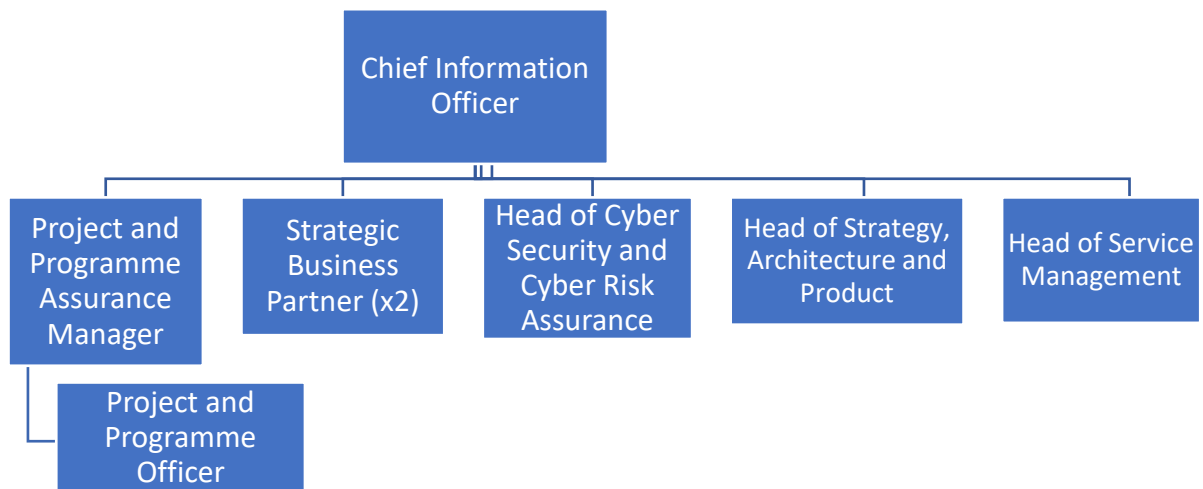 Chief Information
Officer
Project and
Programme
Assurance
Manager
Strategic
Business
Partner (x2)
Head of Cyber
Security and
Cyber Risk
Assurance
Head of Strategy,
Architecture and
Product
Head of Service
Management
Project and
Programme
Officer